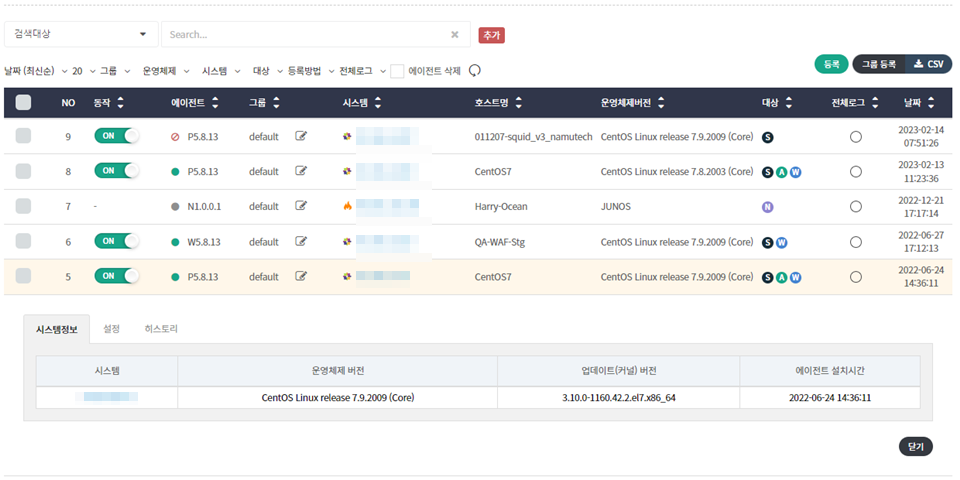 검색대상 Search... 추가
날짜 (최신순) 20 그룹 운영체제 시스템 대상 등록방법 전체로그 에이전트 삭제 등록 그룹 등록 CSV
NO 동작 에이전트 그룹 시스템 호스트명 운영체제버전 대상 전체로그 날짜
9 ON P5.8.13 default 011207-squid_v3_namutech CentOS Linux release 7.9.2009 (Core) S 2023-02-14 07:51:26
8 ON P5.8.13 default CentOS7 CentOS Linux release 7.8.2003 (Core) S A W 2023-02-13 11:23:36
7 - N1.0.0.1 default Harry-Ocean JUNOS N 2022-12-21 17:17:14
6 ON W5.8.13 default QA-WAF-Stg CentOS Linux release 7.9.2009 (Core) S W 2022-06-27 17:12:13
5 ON P5.8.13 default CentOS7 CentOS Linux release 7.9.2009 (Core) S A W 2022-06-24 14:36:11
시스템정보 설정 히스토리
시스템 운영체제 버전 업데이트(커널) 버전 에이전트 설치시간
CentOS Linux release 7.9.2009 (Core) 3.10.0-1160.42.2.el7.x86_64 2022-06-24 14:36:11
닫기